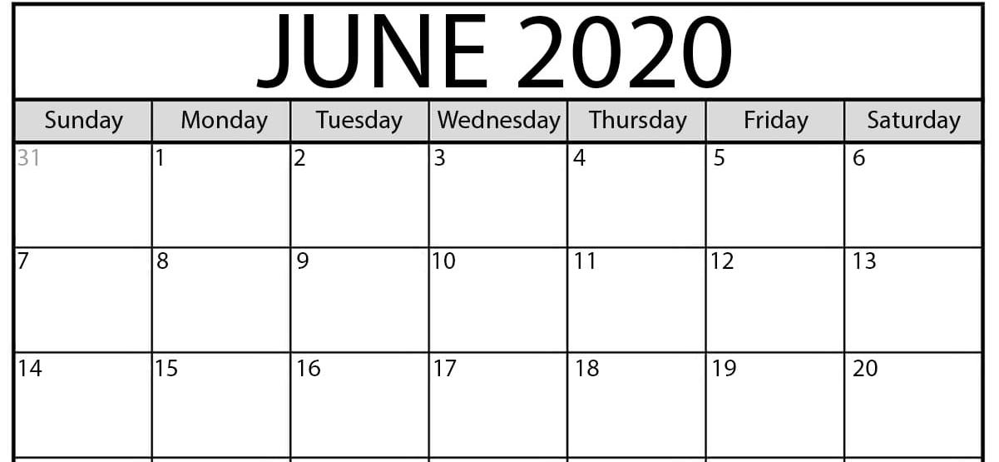 JUNE 2020
Sunday Monday Tuesday Wednesday Thursday Friday Saturday
31 1 2 3 4 5 6
7 8 9 10 11 12 13
14 15 16 17 18 19 20